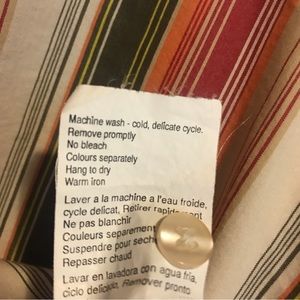 Machine wash - cold, delicate cycle.
Remove promptly
No bleach
Colours separately
Hang to dry
Warm iron
Laver a la machine a l'eau froide,
cycle delicat, Retirer rapidement
Ne pas blanchir
Couleurs separement
Suspendre pour
Repasser chaud
Lavar en lavadora con agua fria,
ciclo delicado, Remover pronto